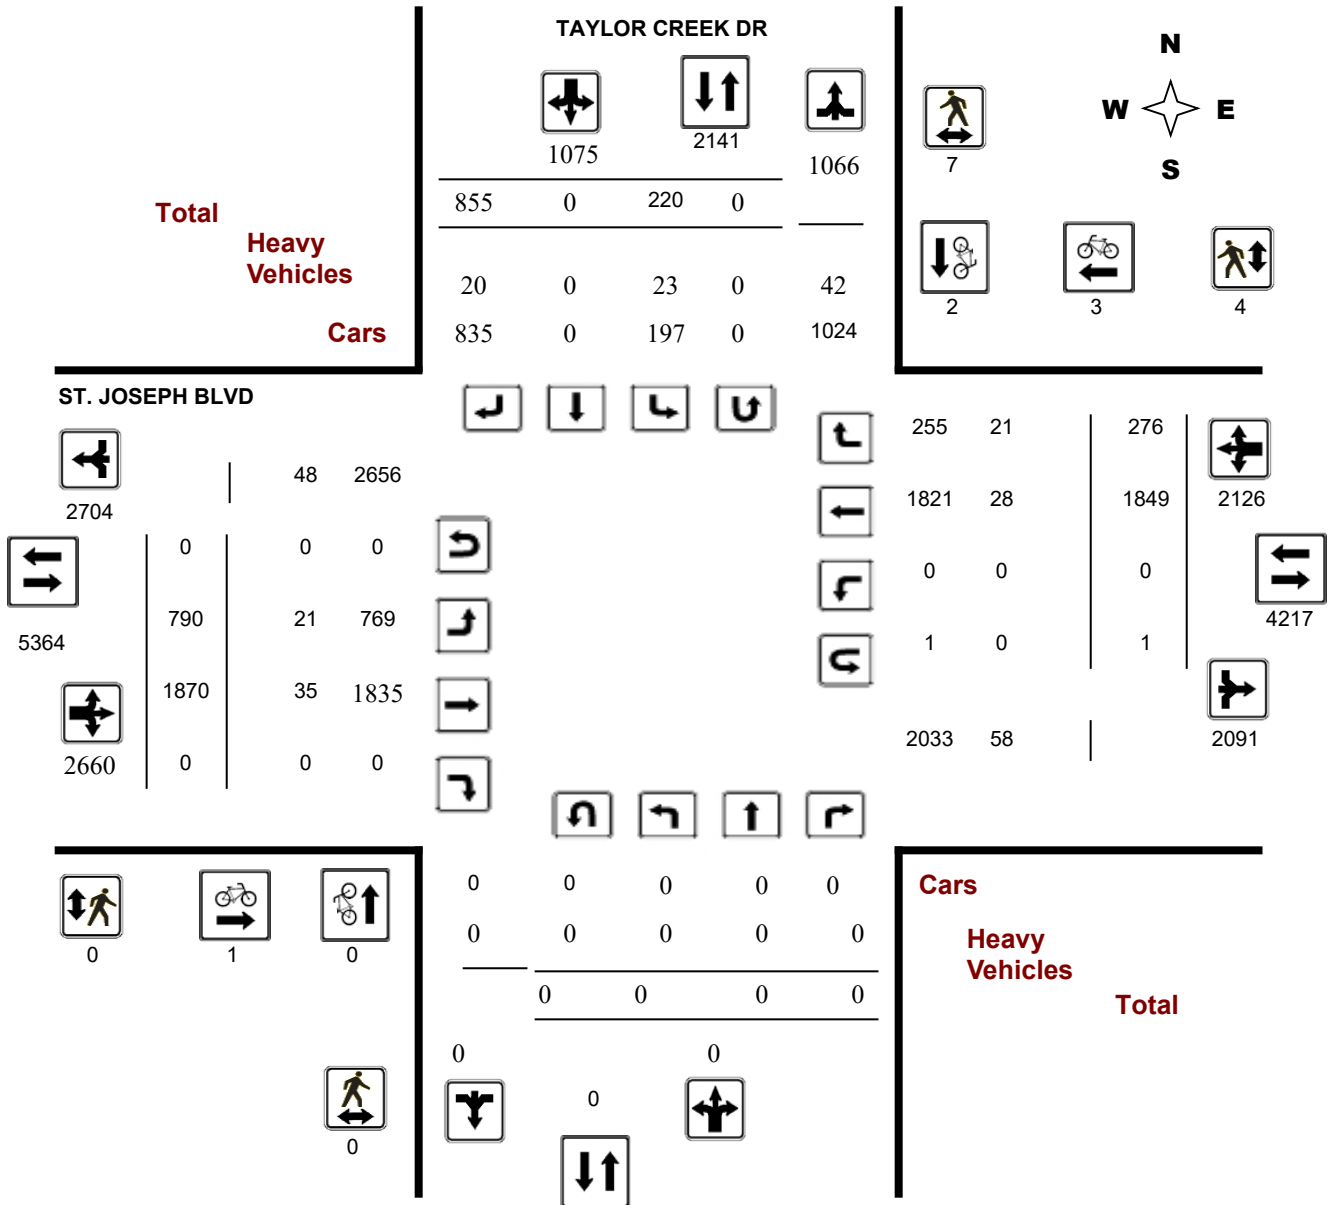 TAYLOR CREEK DR
N
W E
S
1075 2141 1066 7
855 0 220 0
Total
Heavy
Vehicles
20 0 23 0 42
2 3 4
Cars
835 0 197 0 1024
ST. JOSEPH BLVD
255 21 276
48 2656
2704
1821 28 1849 2126
0 0 0
0 0 0
790 21 769
4217
5364
1 0 1
1870 35 1835
2033 58 2091
2660 0 0 0
0 0 0 0 0
Cars
0 0 0 0 0
Heavy
Vehicles
0 1 0
0 0 0 0
Total
0 0
0
0